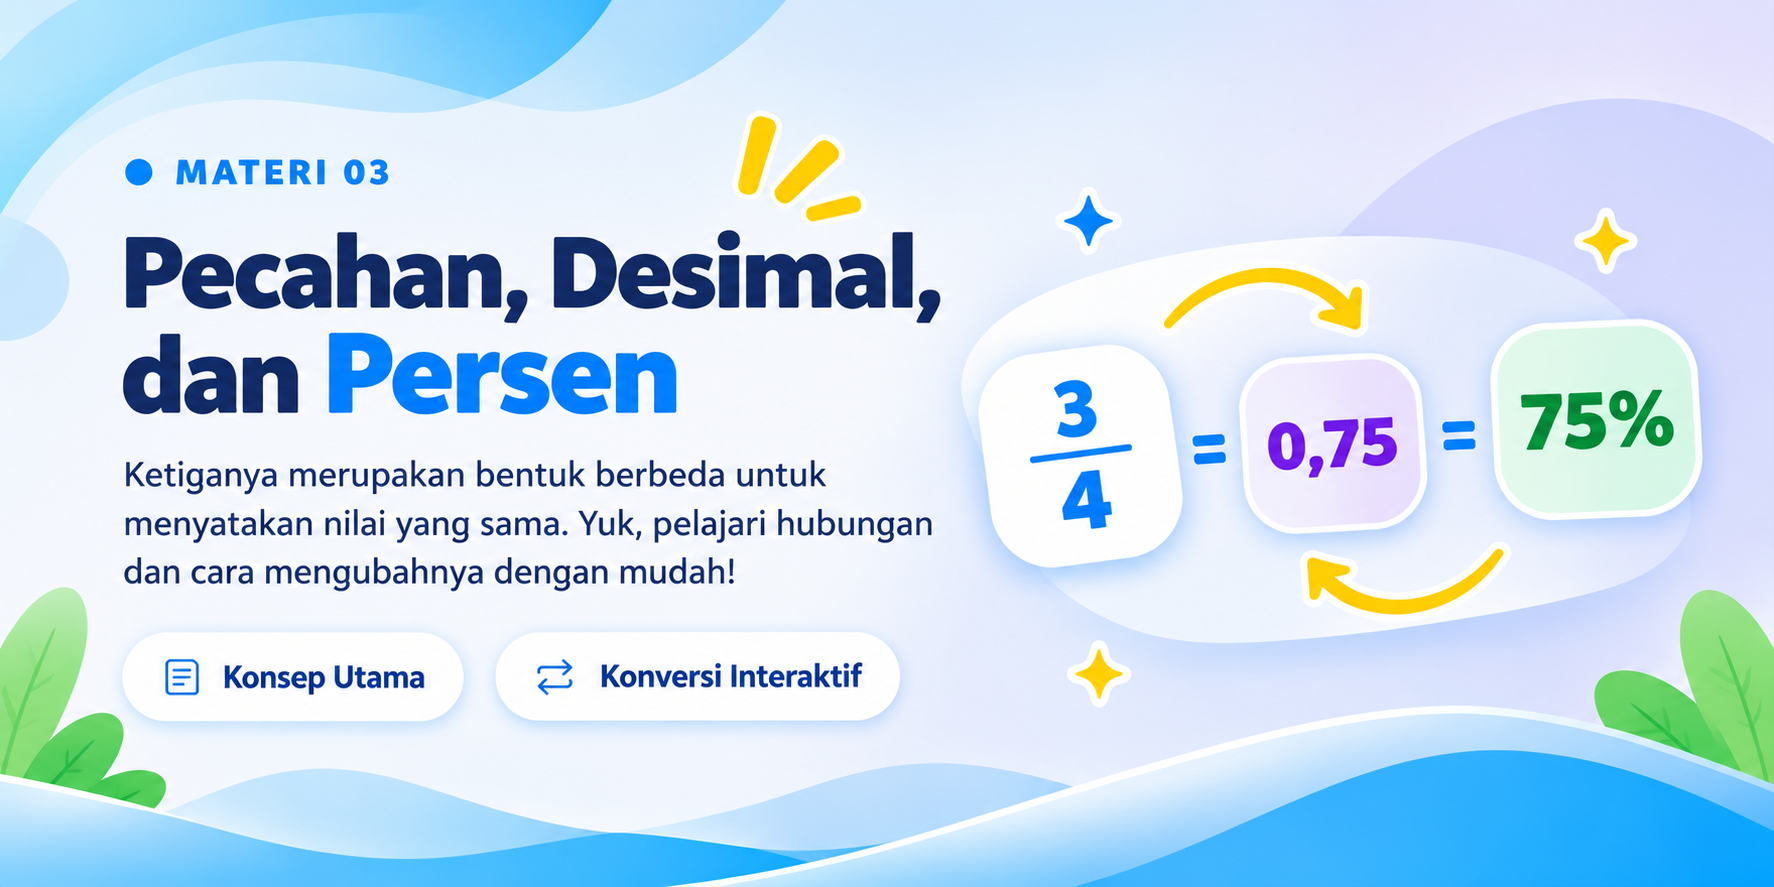 MATERI 03
Pecahan, Desimal,
dan Persen
Ketiganya merupakan bentuk berbeda untuk
menyatakan nilai yang sama. Yuk, pelajari hubungan
dan cara mengubahnya dengan mudah!
Konsep Utama
Konversi Interaktif
3
4
= 0,75 = 75%